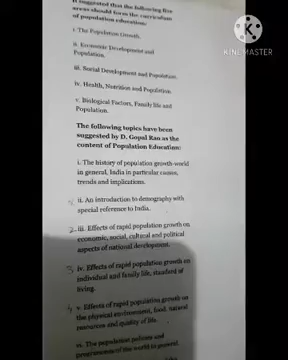 KINEMASTER
suggested that the following five
areas should form the curriculum
of population education.
i. The Population Growth.
ii. Economic Development and
Population.
iii. Social Development and Population.
iv. Health, Nutrition and Population.
v. Biological Factors, Family life and
Population.
The following topics have been
suggested by D. Gopal Rao as the
content of Population Education:
i. The history of population growth-world
in general, India in particular causes,
trends and implications.
ii. An introduction to demography with
special reference to India.
iii. Effects of rapid population growth on
economic, social, cultural and political
aspects of national development.
iv. Effects of rapid population growth on
individual and family life, standard of
living.
v. Effects of rapid population growth on
the physical environment, food natural
resources and quality of life.
vi. The population policies and
programmes of the world in general.